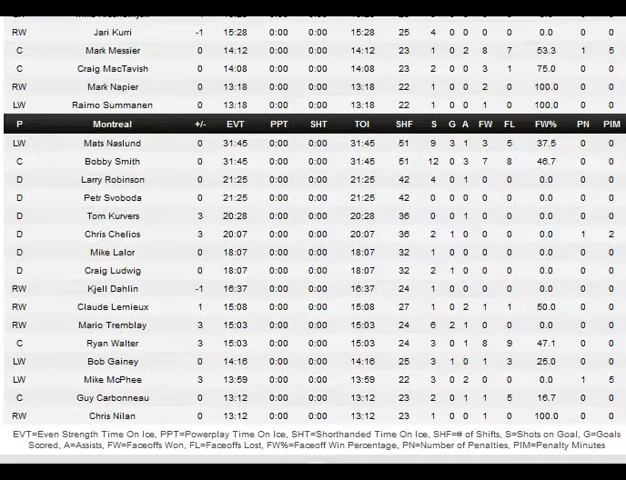 RW Jari Kurri -1 15:28 0:00 0:00 15:28 25 4 0 0 0 0 0.0 0 0
C Mark Messier 0 14:12 0:00 0:00 14:12 23 1 0 2 8 7 53.3 1 5
C Craig MacTavish 0 14:08 0:00 0:00 14:08 23 2 0 0 3 1 75.0 0 0
RW Mark Napier 0 13:18 0:00 0:00 13:18 22 1 0 0 2 0 100.0 0 0
LW Raimo Summanen 0 13:18 0:00 0:00 13:18 22 1 0 0 1 0 100.0 0 0
P Montreal +/- EVT PPT SHT TOI SHF S G A FW FL FW% PN PIM
LW Mats Naslund 0 31:45 0:00 0:00 31:45 51 9 3 1 3 5 37.5 0 0
C Bobby Smith 0 31:45 0:00 0:00 31:45 51 12 0 3 7 8 46.7 0 0
D Larry Robinson 0 21:25 0:00 0:00 21:25 42 4 0 1 0 0 0.0 0 0
D Petr Svoboda 0 21:25 0:00 0:00 21:25 42 0 0 0 0 0 0.0 0 0
D Tom Kurvers 3 20:28 0:00 0:00 20:28 36 0 0 1 0 0 0.0 0 0
D Chris Chelios 3 20:07 0:00 0:00 20:07 36 2 1 0 0 0 0.0 1 2
D Mike Lalor 0 18:07 0:00 0:00 18:07 32 1 0 0 0 0 0.0 0 0
D Craig Ludwig 0 18:07 0:00 0:00 18:07 32 2 1 0 0 0 0.0 0 0
RW Kjell Dahlin -1 16:37 0:00 0:00 16:37 24 1 0 0 0 0 0.0 0 0
RW Claude Lemieux 1 15:08 0:00 0:00 15:08 27 1 0 2 1 1 50.0 0 0
RW Mario Tremblay 3 15:03 0:00 0:00 15:03 24 6 2 1 0 0 0.0 0 0
C Ryan Walter 3 15:03 0:00 0:00 15:03 24 3 0 1 8 9 47.1 0 0
LW Bob Gainey 0 14:16 0:00 0:00 14:16 25 3 1 0 1 3 25.0 0 0
LW Mike McPhee 3 13:59 0:00 0:00 13:59 22 3 0 2 0 0 0.0 1 5
C Guy Carbonneau 0 13:12 0:00 0:00 13:12 23 2 0 1 1 5 16.7 0 0
RW Chris Nilan 0 13:12 0:00 0:00 13:12 23 1 0 0 1 0 100.0 0 0
EVT=Even Strength Time On Ice, PPT=Powerplay Time On Ice, SHT=Shorthanded Time On Ice, SHF=# of Shifts, S=Shots on Goal, G=Goals
Scored, A=Assists, FW=Faceoffs Won, FL=Faceoffs Lost, FW%=Faceoff Win Percentage, PN=Number of Penalties, PIM=Penalty Minutes